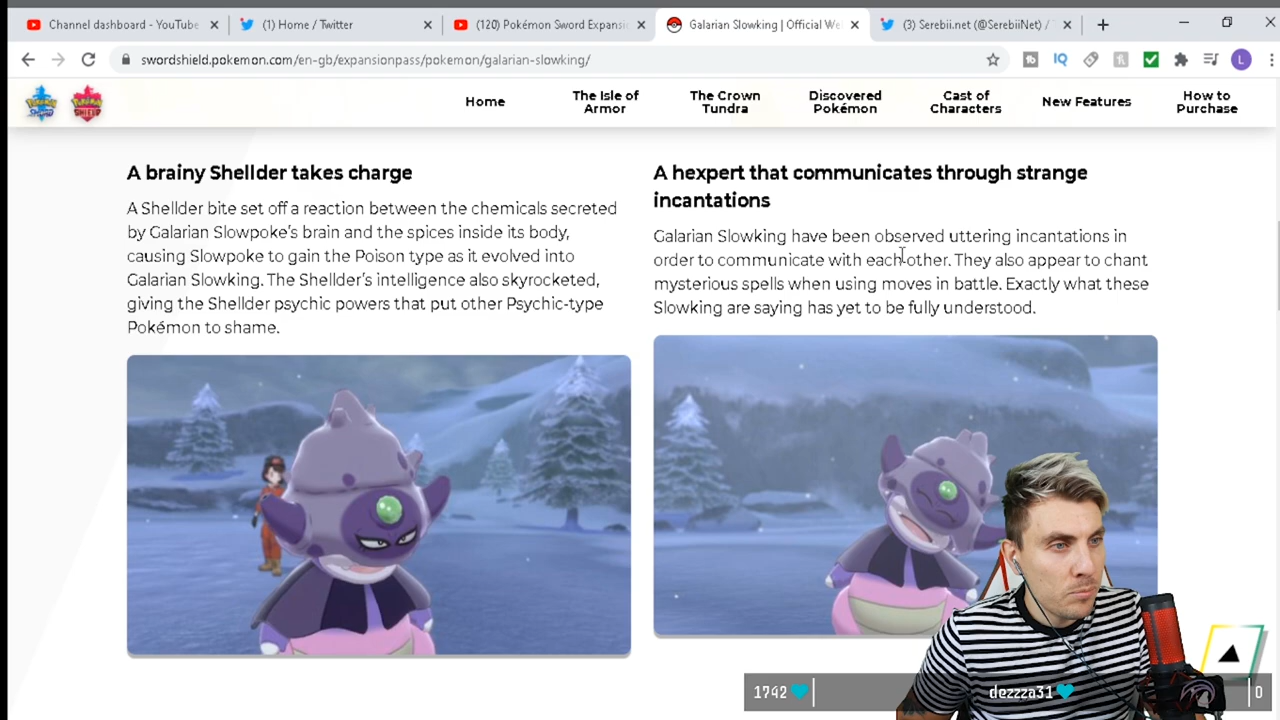 Channel dashboard - YouTube
(1) Home / Twitter
(120) Pokémon Sword Expansi
Galarian Slowking | Official We
(3) Serebii.net (@SerebiiNet) /
swordshield.pokemon.com/en-gb/expansionpass/pokemon/galarian-slowking/
IQ
L
Home
The Isle of
Armor
The Crown
Tundra
Discovered
Pokémon
Cast of
Characters
New Features
How to
Purchase
A brainy Shellder takes charge
A Shellder bite set off a reaction between the chemicals secreted
by Galarian Slowpoke's brain and the spices inside its body,
causing Slowpoke to gain the Poison type as it evolved into
Galarian Slowking. The Shellder's intelligence also skyrocketed,
giving the Shellder psychic powers that put other Psychic-type
Pokémon to shame.
A hexpert that communicates through strange
incantations
Galarian Slowking have been observed uttering incantations in
order to communicate with each other. They also appear to chant
mysterious spells when using moves in battle. Exactly what these
Slowking are saying has yet to be fully understood.
1742
dezzza31
0